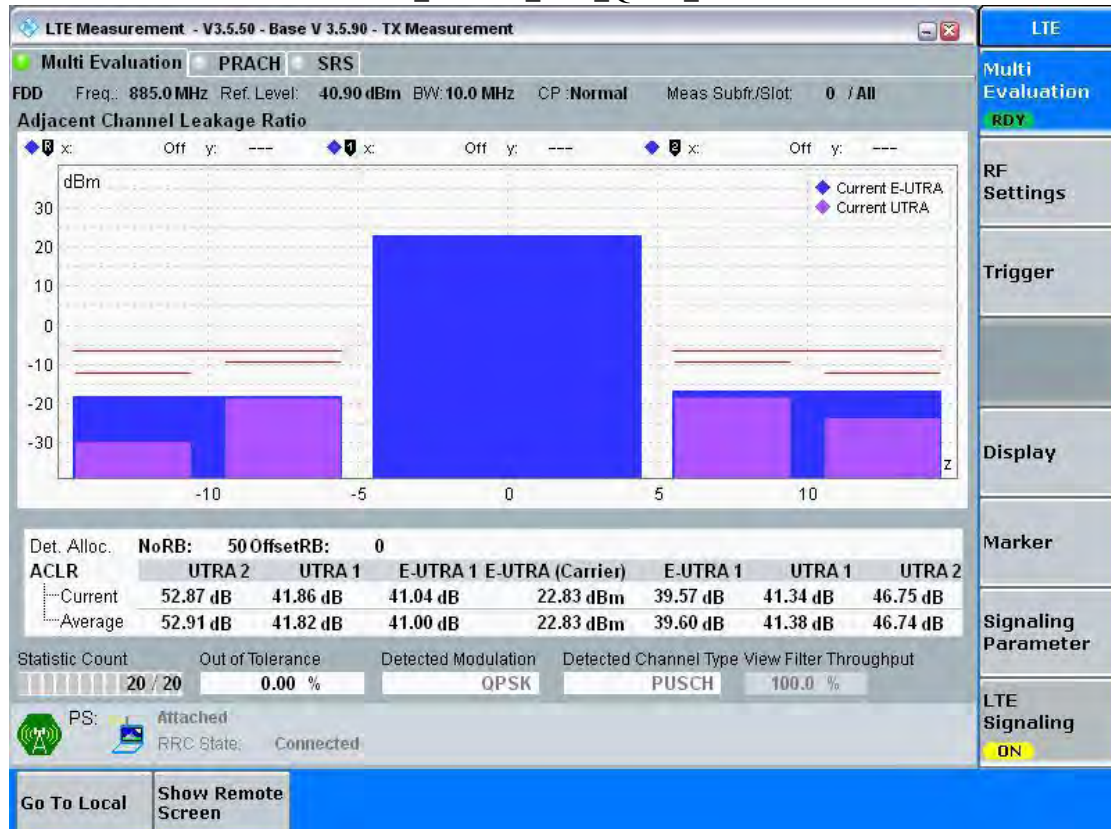 LTE Measurement - V3.5.50 - Base V 3.5.90 - TX Measurement
LTE
Multi Evaluation PRACH SRS
Multi Evaluation
RDY
FDD Freq.: 885.0 MHz Ref. Level: 40.90 dBm BW: 10.0 MHz CP :Normal Meas Subfr./Slot: 0 / All
Adjacent Channel Leakage Ratio
R x: Off y: --- 1 x: Off y: --- 2 x: Off y: ---
dBm
Current E-UTRA
Current UTRA
30
20
10
0
-10
-20
-30
z
-10 -5 0 5 10
RF Settings
Trigger
Display
Marker
Signaling Parameter
LTE Signaling
ON
Det. Alloc. NoRB: 50 OffsetRB: 0
ACLR UTRA 2 UTRA 1 E-UTRA 1 E-UTRA (Carrier) E-UTRA 1 UTRA 1 UTRA 2
Current 52.87 dB 41.86 dB 41.04 dB 22.83 dBm 39.57 dB 41.34 dB 46.75 dB
Average 52.91 dB 41.82 dB 41.00 dB 22.83 dBm 39.60 dB 41.38 dB 46.74 dB
Statistic Count Out of Tolerance Detected Modulation Detected Channel Type View Filter Throughput
20 / 20 0.00 % QPSK PUSCH 100.0 %
PS: Attached
RRC State: Connected
Go To Local
Show Remote Screen